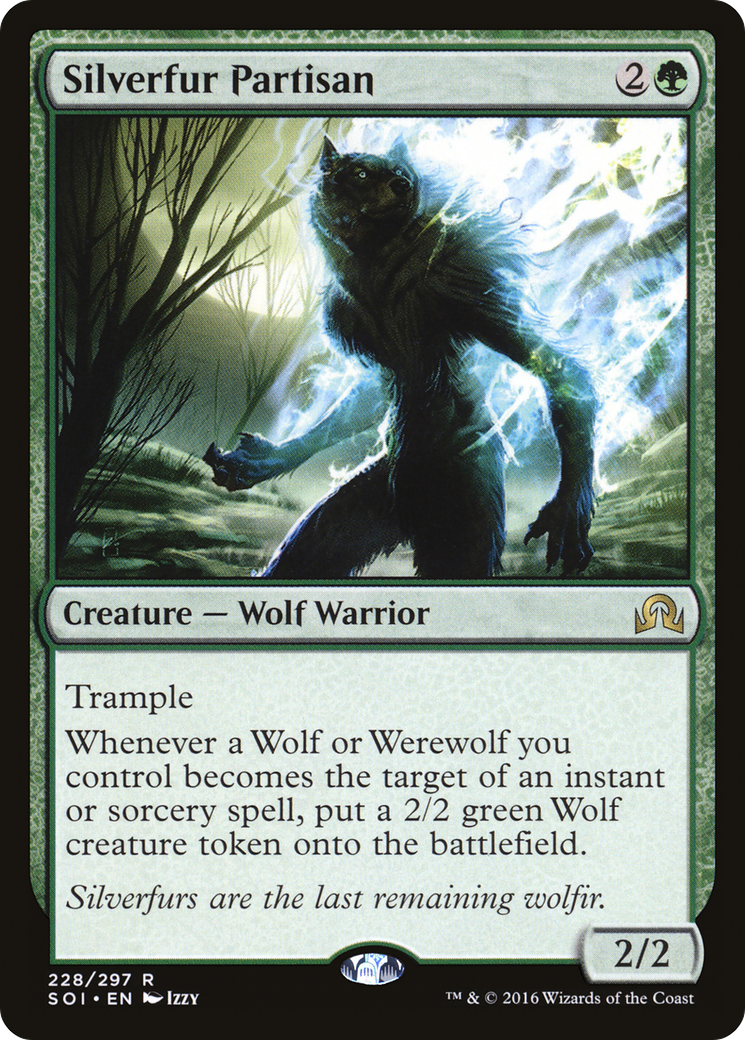 Silverfur Partisan 2
Creature — Wolf Warrior
Trample
Whenever a Wolf or Werewolf you
control becomes the target of an instant
or sorcery spell, put a 2/2 green Wolf
creature token onto the battlefield.
Silverfurs are the last remaining wolfir.
2/2
228/297 R
SOI • EN Izzy
™ & © 2016 Wizards of the Coast